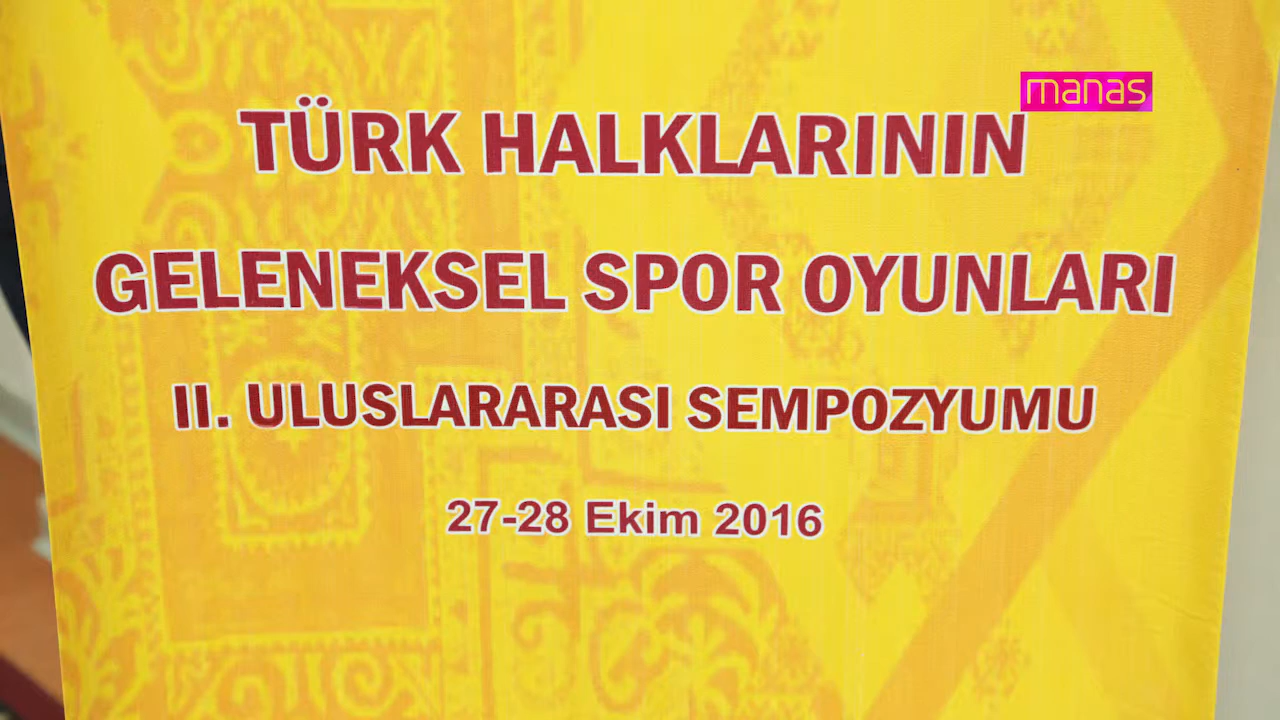 manas
TÜRK HALKLARININ
GELENEKSEL SPOR OYUNLARI
II. ULUSLARARASI SEMPOZYUMU
27-28 Ekim 2016